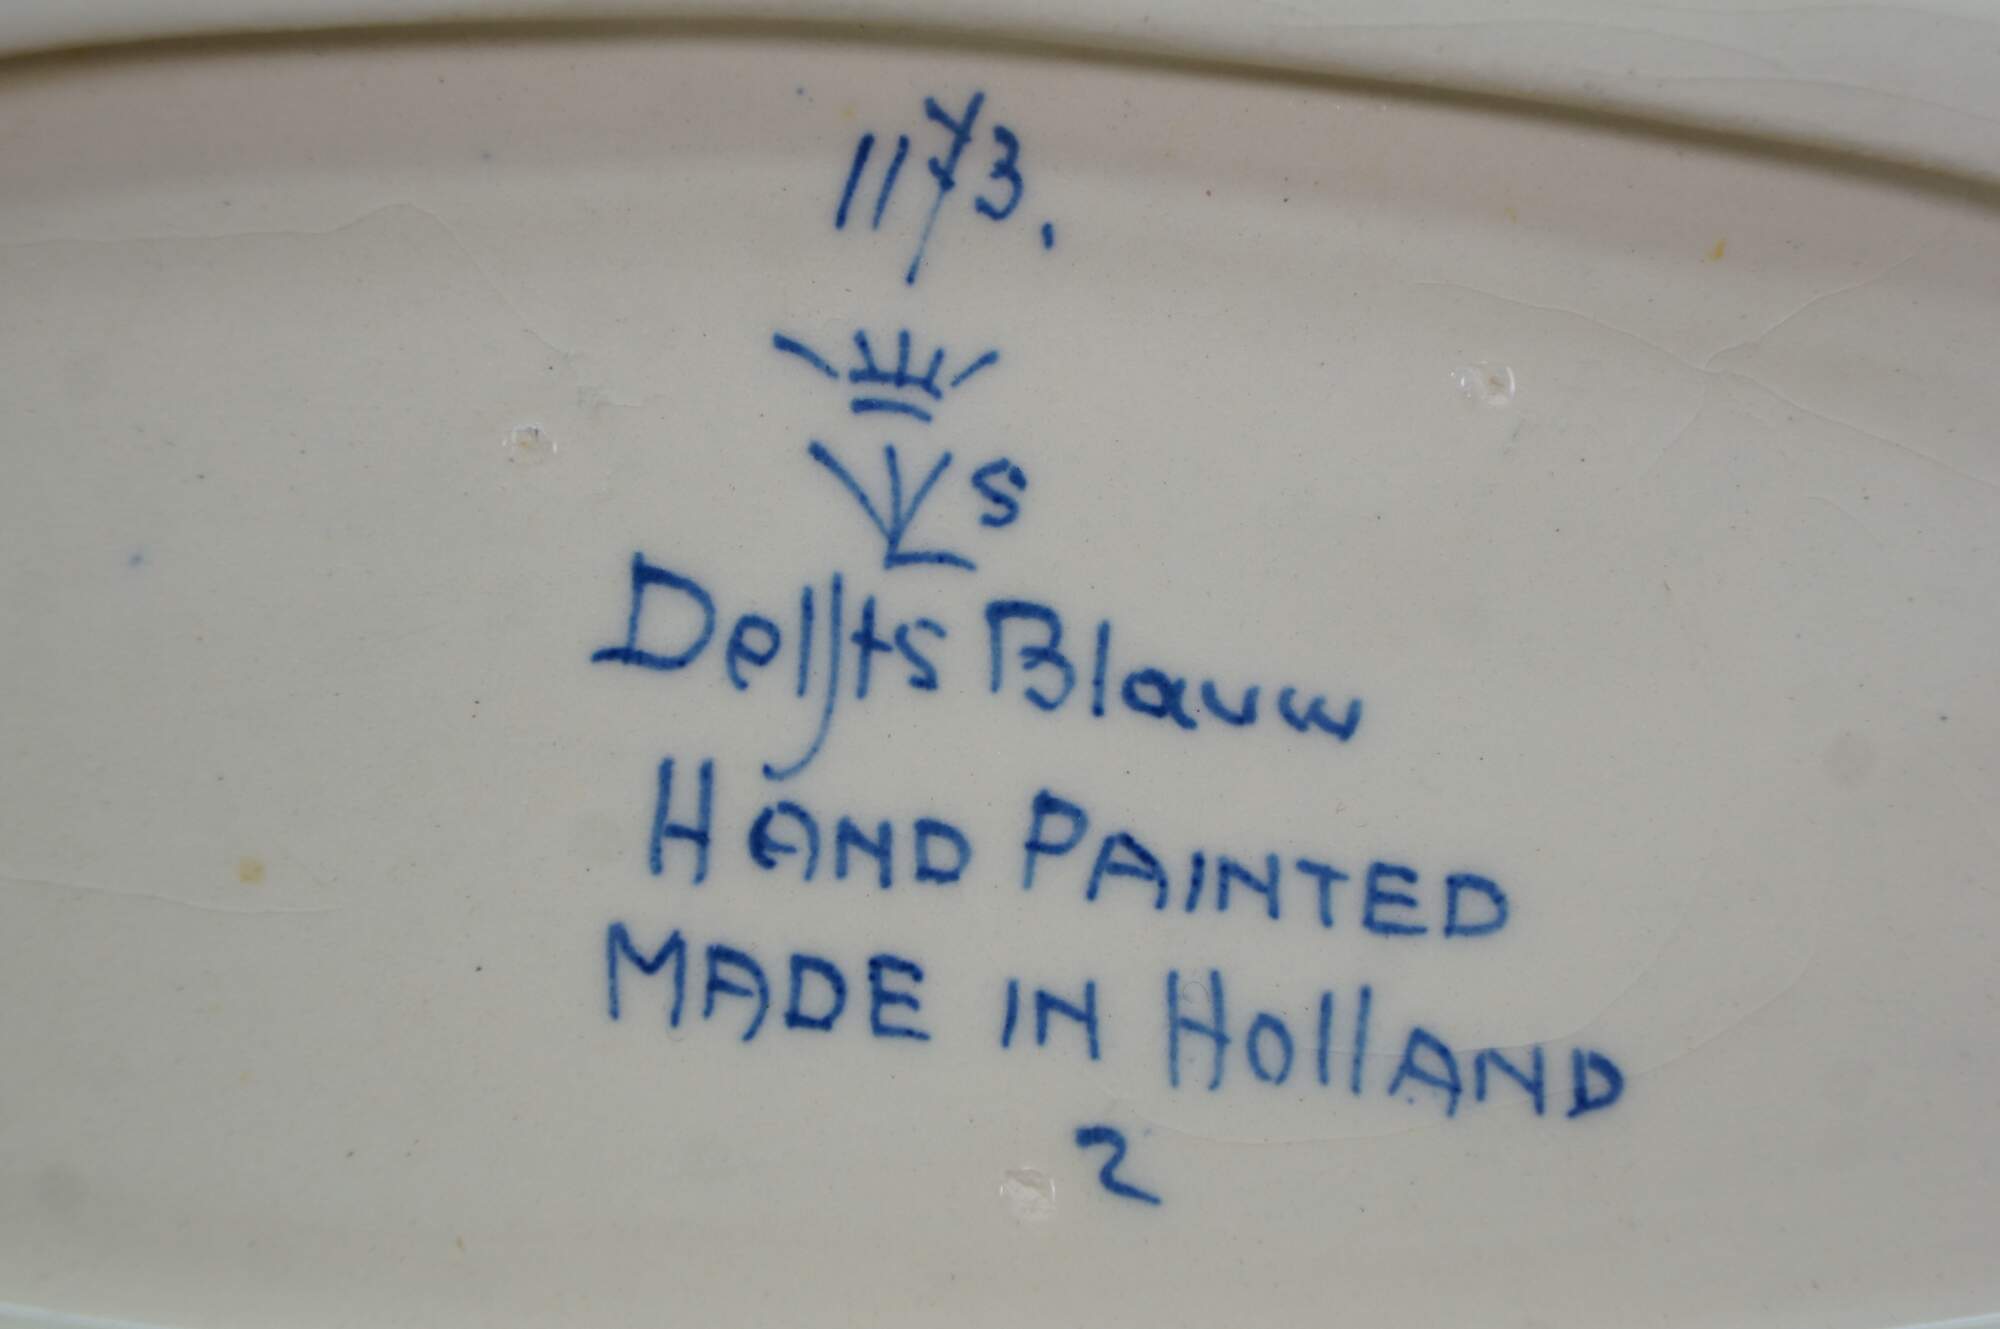 1173.
s
Delfts Blauw
HAND PAINTED
MADE IN HollAND
2